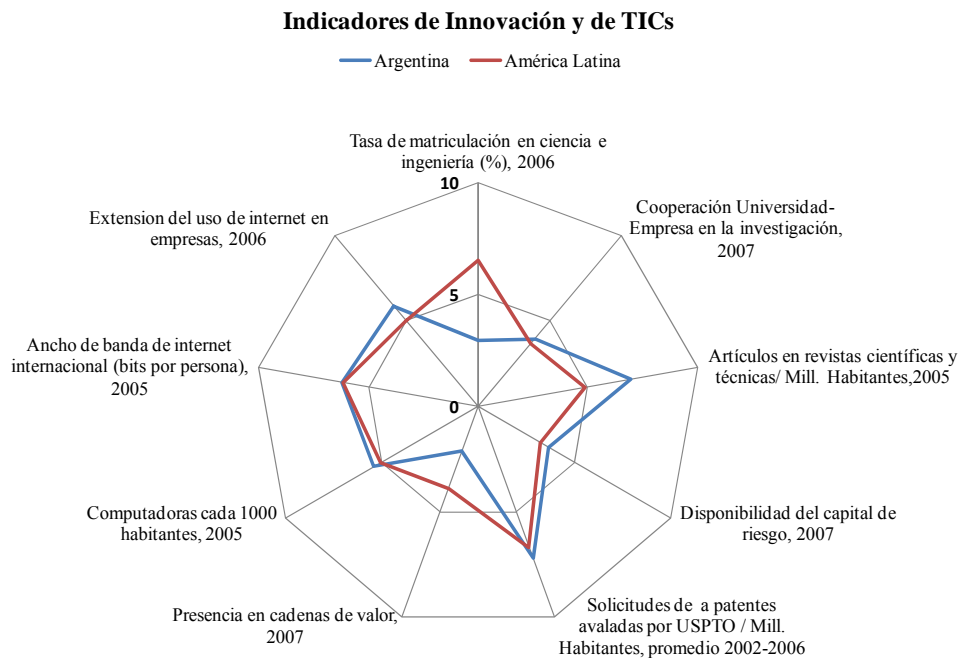 Indicadores de Innovación y de TICs
Argentina
América Latina
Tasa de matriculación en ciencia e
ingeniería (%), 2006
10
5
0
Cooperación Universidad-
Empresa en la investigación,
2007
Artículos en revistas científicas y
técnicas/ Mill. Habitantes,2005
Disponibilidad del capital de
riesgo, 2007
Solicitudes de a patentes
avaladas por USPTO / Mill.
Habitantes, promedio 2002-2006
Presencia en cadenas de valor,
2007
Computadoras cada 1000
habitantes, 2005
Ancho de banda de internet
internacional (bits por persona),
2005
Extension del uso de internet en
empresas, 2006